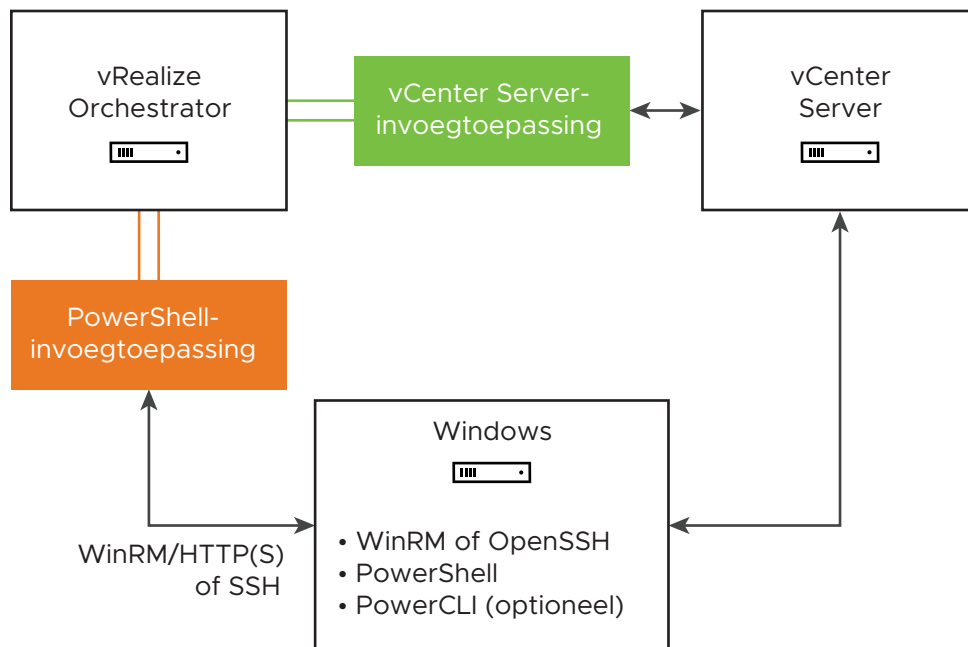 vRealize
Orchestrator
vCenter Server-
invoegtoepassing
vCenter
Server
PowerShell-
invoegtoepassing
Windows
WinRM/HTTP(S)
of SSH
• WinRM of OpenSSH
• PowerShell
• PowerCLI (optioneel)